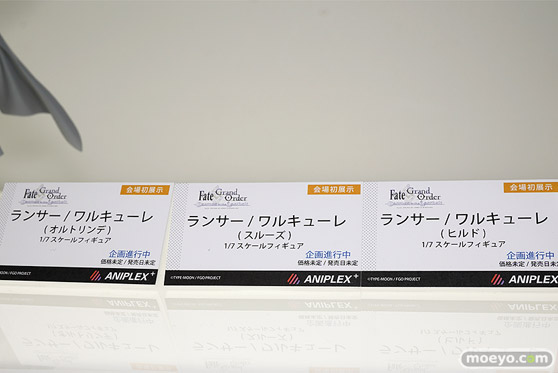 会場初展示
Fate Grand Order
ランサー / ワルキューレ
( オルトリンデ )
1/7 スケールフィギュア
企画進行中
価格未定 / 発売日未定
TYPE-MOON / FGO PROJECT
ANIPLEX+
会場初展示
Fate Grand Order
ランサー / ワルキューレ
( スルーズ )
1/7 スケールフィギュア
企画進行中
価格未定 / 発売日未定
©TYPE-MOON / FGO PROJECT
ANIPLEX+
会場初展示
Fate Grand Order
ランサー / ワルキューレ
( ヒルド )
1/7 スケールフィギュア
企画進行中
価格未定 / 発売日未定
©TYPE-MOON / FGO PROJECT
ANIPLEX+
moeyo.com